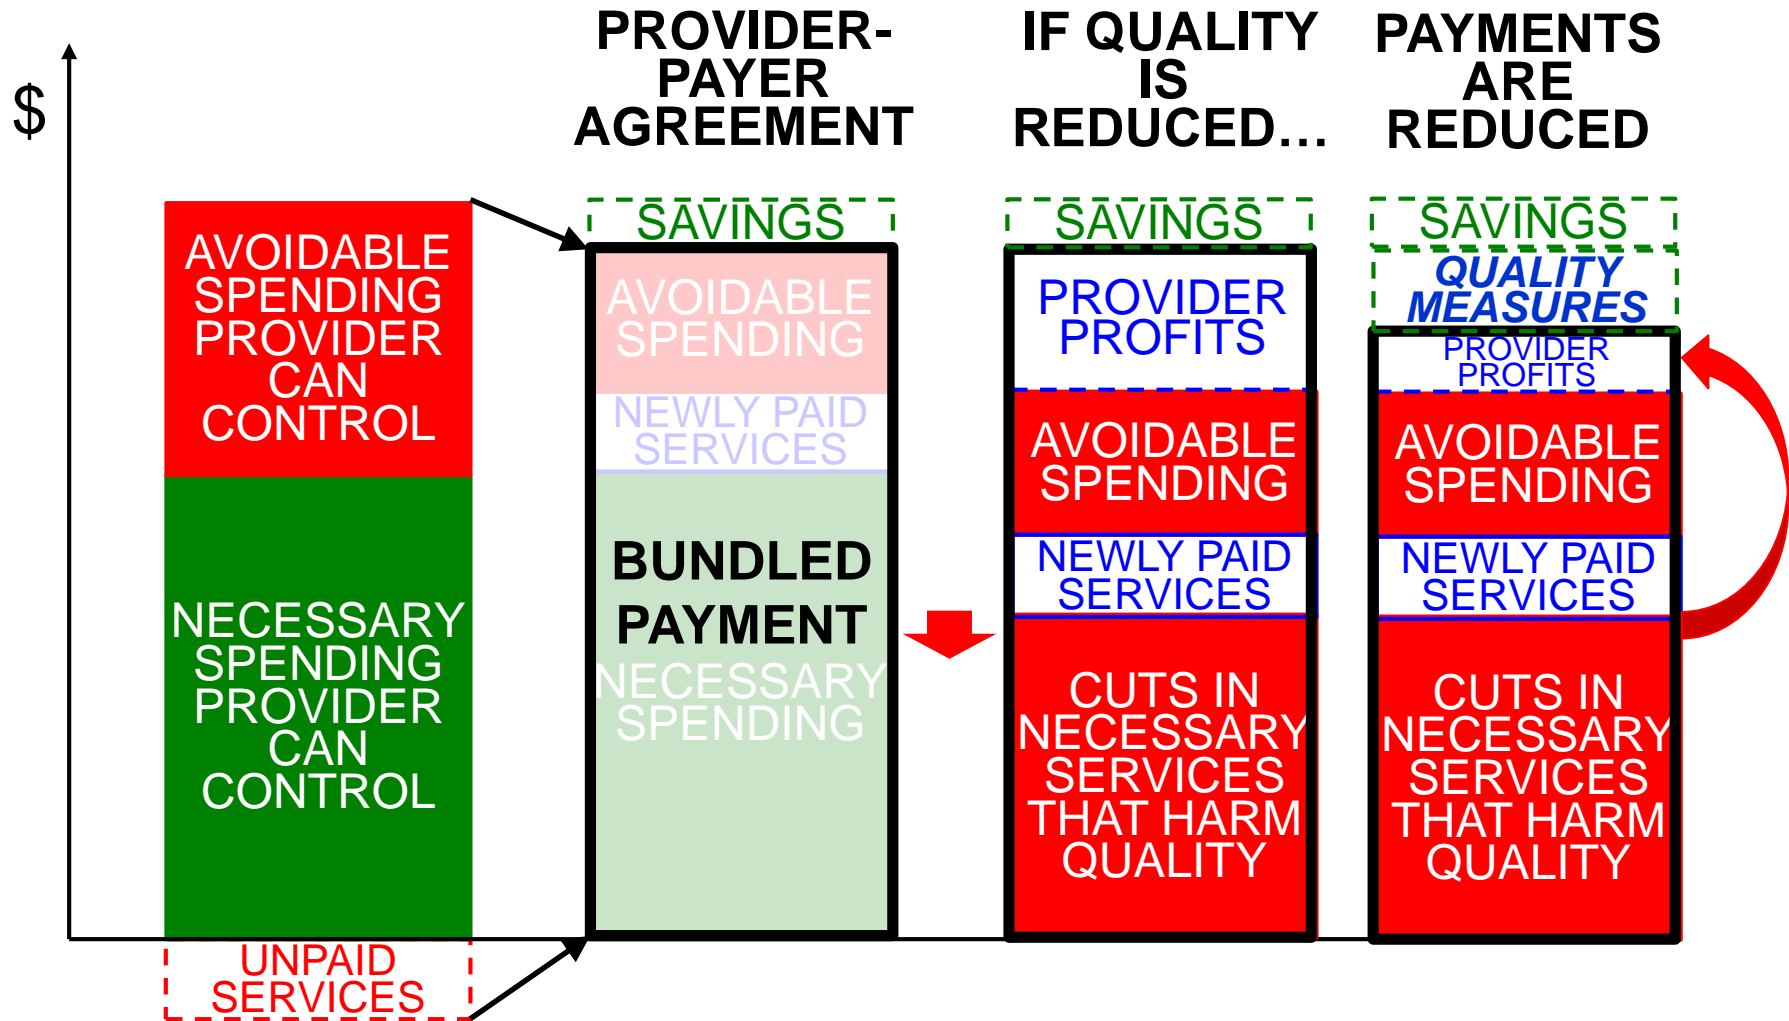 $
PROVIDER-
PAYER
AGREEMENT
IF QUALITY
IS
REDUCED…
PAYMENTS
ARE
REDUCED
AVOIDABLE
SPENDING
PROVIDER
CAN
CONTROL
NECESSARY
SPENDING
PROVIDER
CAN
CONTROL
UNPAID
SERVICES
SAVINGS
AVOIDABLE
SPENDING
NEWLY PAID
SERVICES
BUNDLED
PAYMENT
NECESSARY
SPENDING
SAVINGS
PROVIDER
PROFITS
AVOIDABLE
SPENDING
NEWLY PAID
SERVICES
CUTS IN
NECESSARY
SERVICES
THAT HARM
QUALITY
SAVINGS
QUALITY
MEASURES
PROVIDER
PROFITS
AVOIDABLE
SPENDING
NEWLY PAID
SERVICES
CUTS IN
NECESSARY
SERVICES
THAT HARM
QUALITY